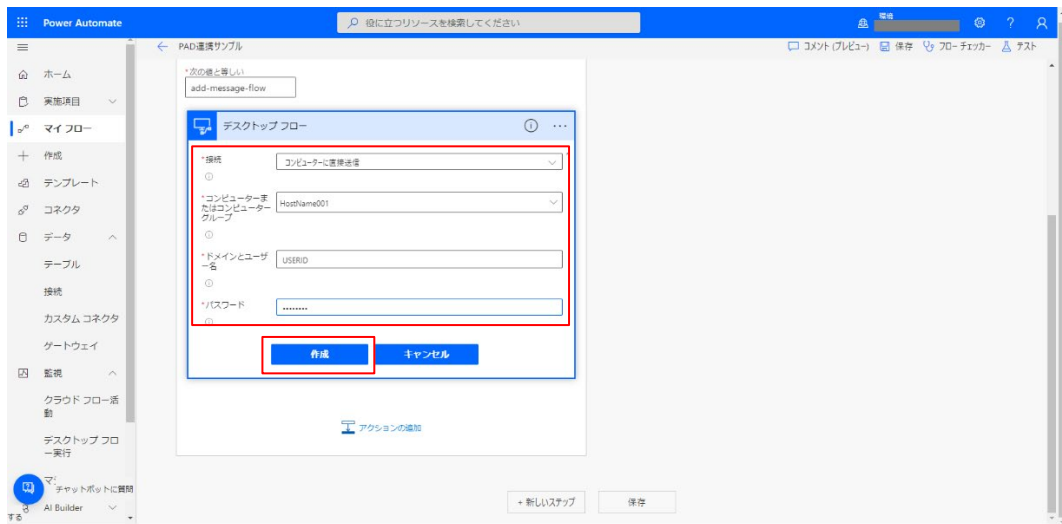 Power Automate
役に立つリソースを検索してください
環境
?
PAD連携サンプル
コメント (プレビュー)
保存
フロー チェッカー
テスト
ホーム
実施項目
マイ フロー
作成
テンプレート
コネクタ
データ
テーブル
接続
カスタム コネクタ
ゲートウェイ
監視
クラウド フロー活
動
デスクトップ フロ
ー実行
チャットボットに質問
する
AI Builder
*次の値と等しい
add-message-flow
デスクトップ フロー
*接続
コンピューターに直接送信
*コンピューターま
たはコンピューター
グループ
HostName001
*ドメインとユーザ
ー名
USERID
*パスワード
••••••••
作成
キャンセル
アクションの追加
+ 新しいステップ
保存